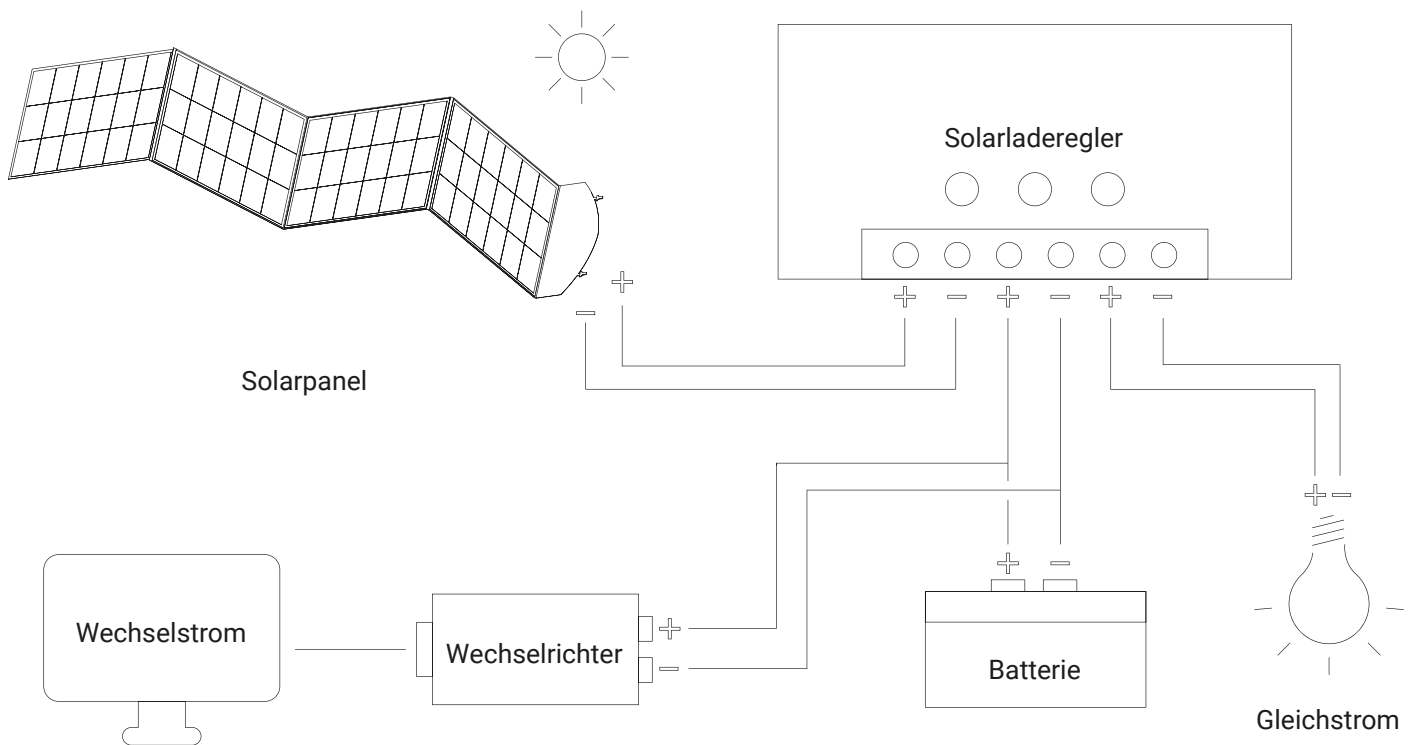 Solarladeregler
+ − + − + −
+
−
Solarpanel
+ −
+ −
Wechselstrom
Wechselrichter
+
−
Batterie
Gleichstrom